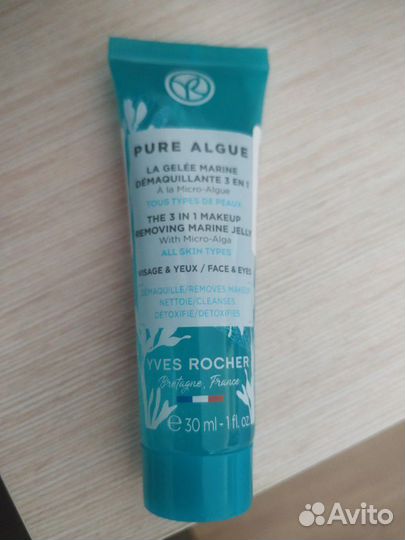 YR
PURE ALGUE
LA GELÉE MARINE
DÉMAQUILLANTE 3 EN 1
À la Micro-Algue
TOUS TYPES DE PEAUX
THE 3 IN 1 MAKEUP
REMOVING MARINE JELLY
With Micro-Alga
ALL SKIN TYPES
VISAGE & YEUX / FACE & EYES
DÉMAQUILLE/REMOVES MAKEUP
NETTOIE/CLEANSES
DÉTOXIFIE/DETOXIFIES
YVES ROCHER
Bretagne, France
℮ 30 ml - 1 fl. oz.
Avito